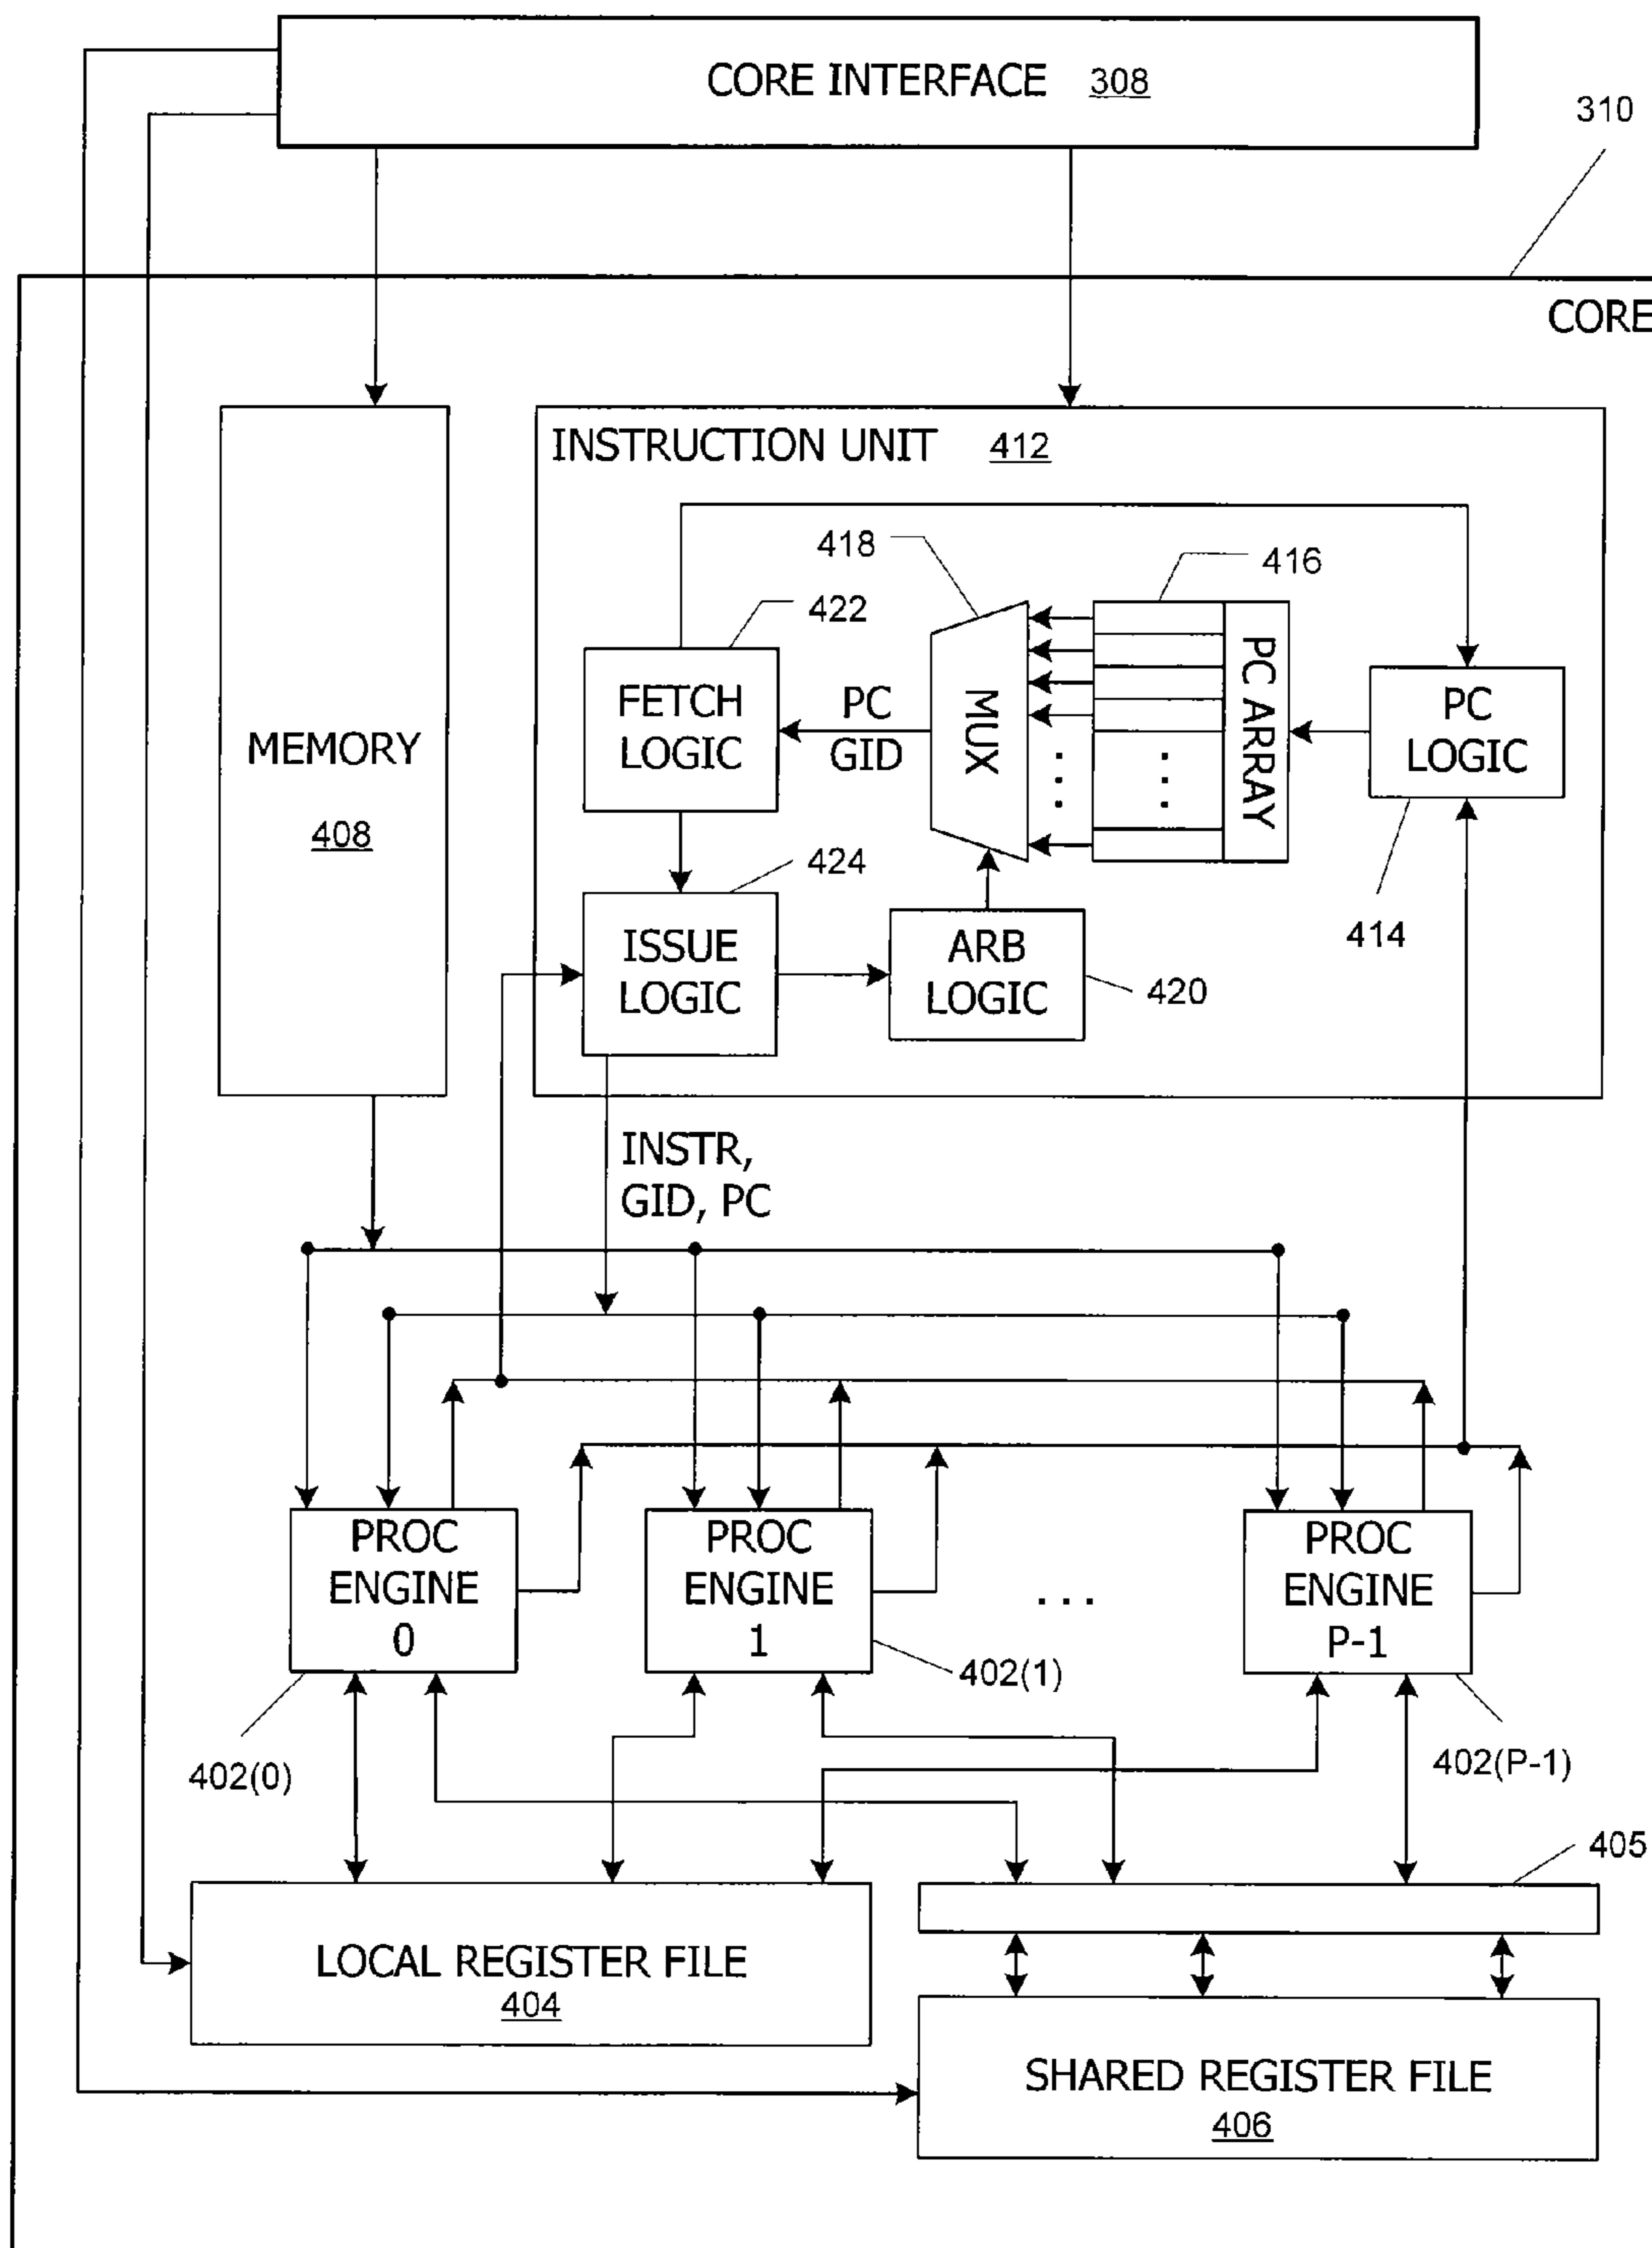 CORE INTERFACE 308
310
CORE
INSTRUCTION UNIT 412
MEMORY
408
418
416
422
FETCH
LOGIC
PC
GID
MUX
PC ARRAY
PC
LOGIC
414
424
ISSUE
LOGIC
ARB
LOGIC
420
INSTR,
GID, PC
PROC
ENGINE
0
PROC
ENGINE
1
...
PROC
ENGINE
P-1
402(0)
402(1)
402(P-1)
405
LOCAL REGISTER FILE
404
SHARED REGISTER FILE
406